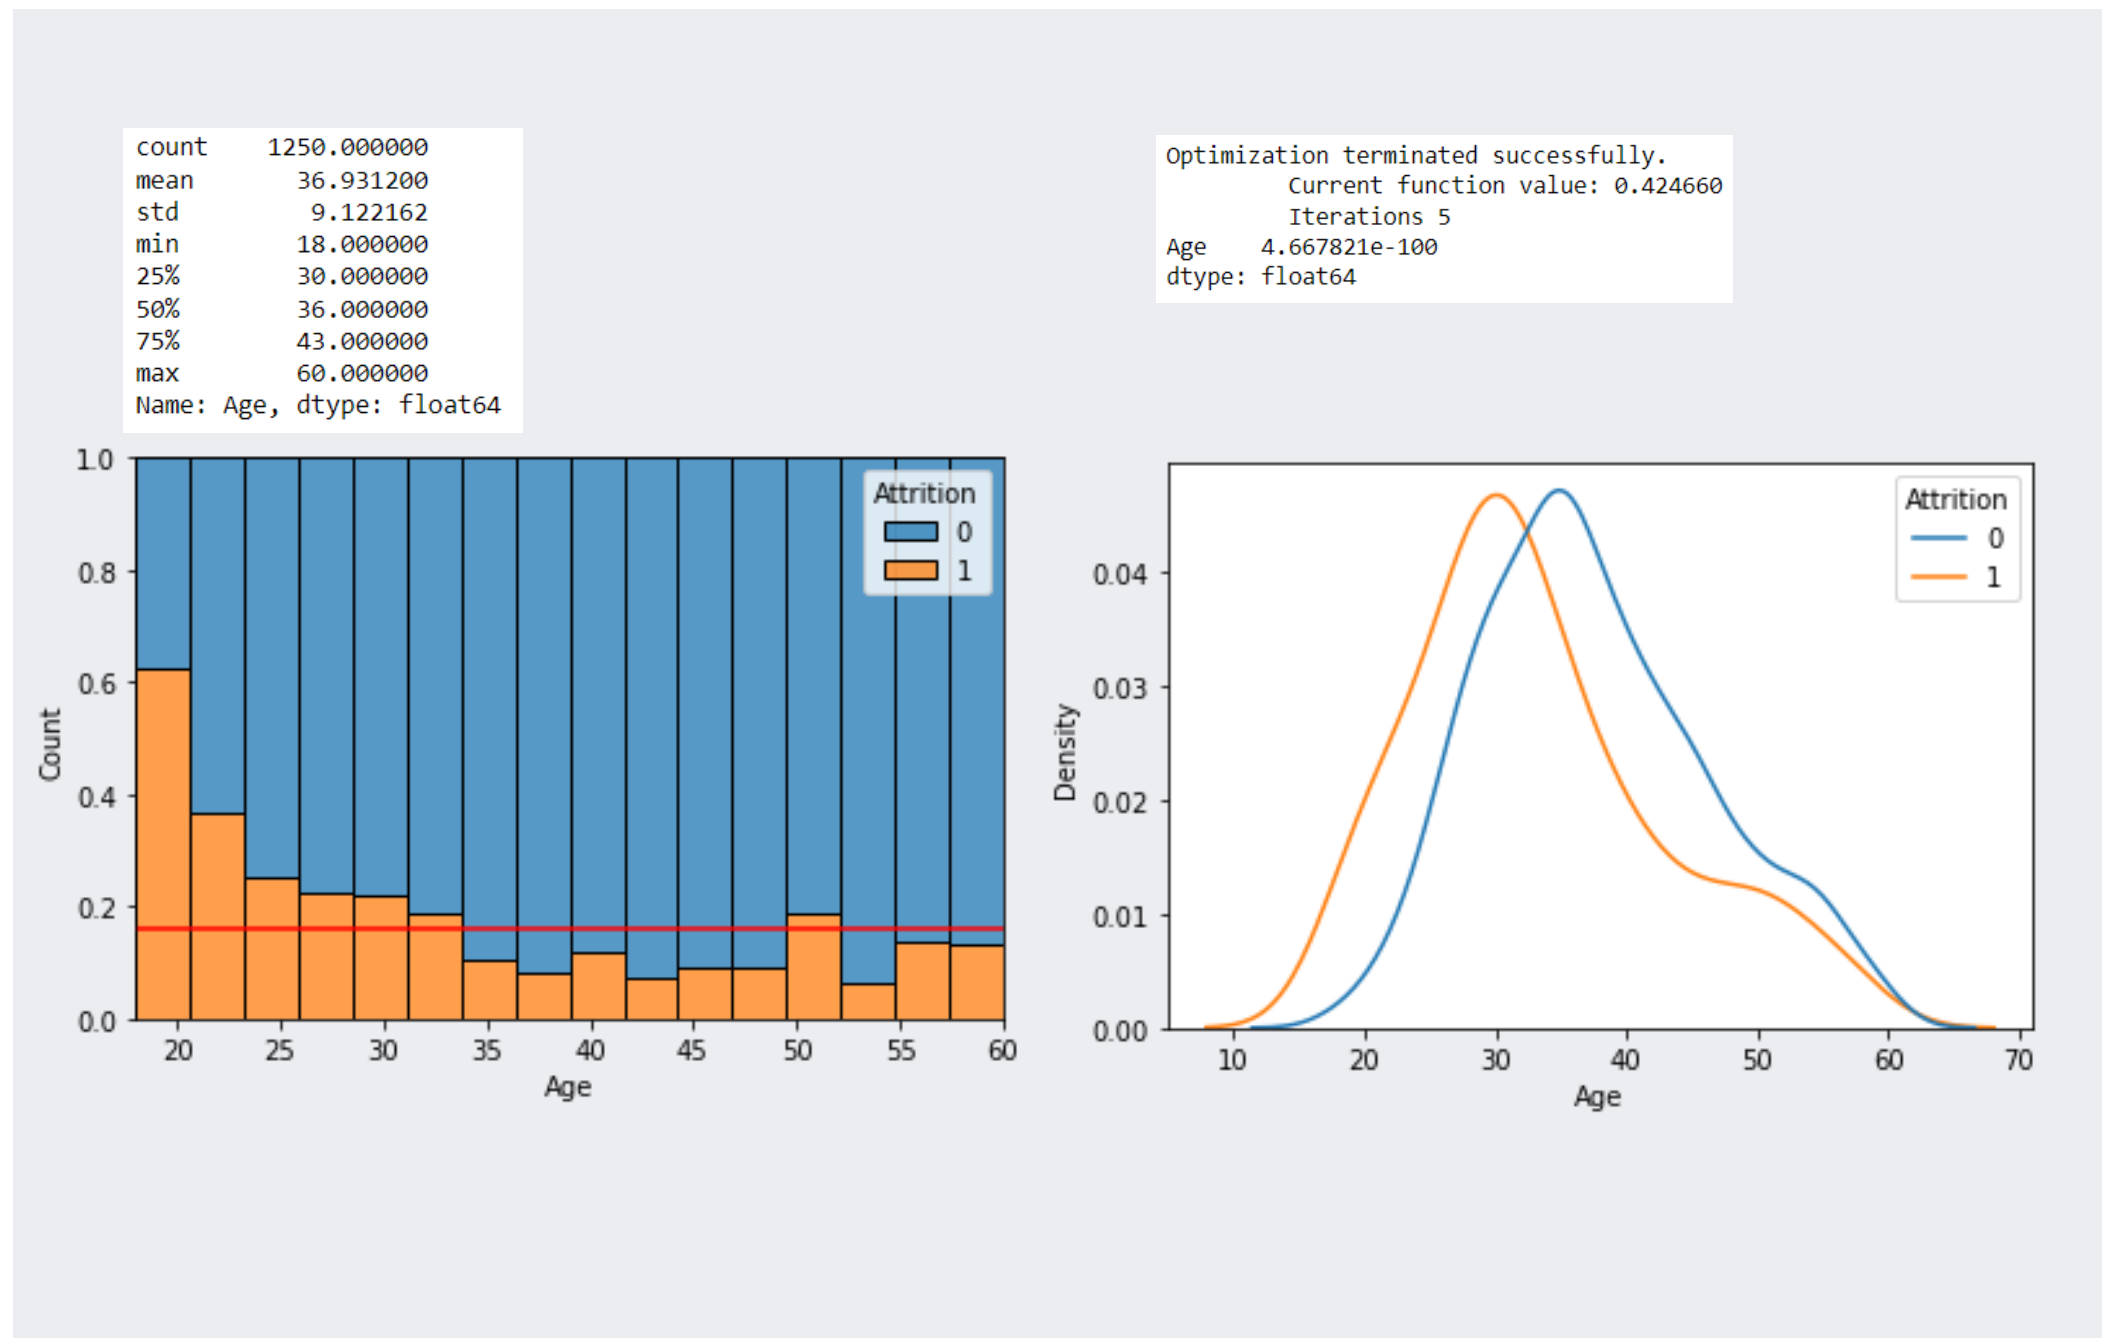 count 1250.000000
mean 36.931200
std 9.122162
min 18.000000
25% 30.000000
50% 36.000000
75% 43.000000
max 60.000000
Name: Age, dtype: float64
Optimization terminated successfully.
Current function value: 0.424660
Iterations 5
Age 4.667821e-100
dtype: float64
1.0
0.8
0.6
0.4
0.2
0.0
Count
Attrition
0
1
20 25 30 35 40 45 50 55 60
Age
0.04
0.03
0.02
0.01
0.00
Density
Attrition
0
1
10 20 30 40 50 60 70
Age